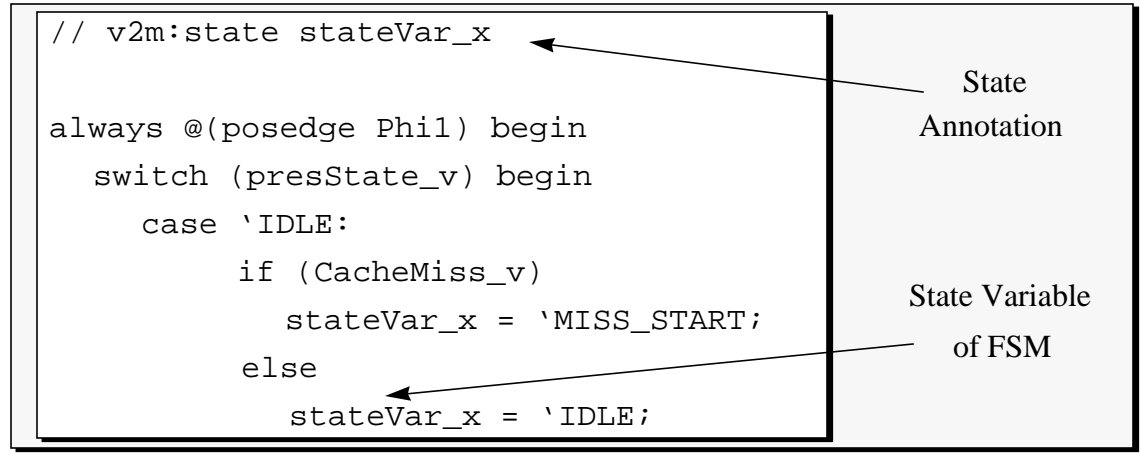 // v2m:state stateVar_x
always @(posedge Phi1) begin
switch (presState_v) begin
case ‘IDLE:
if (CacheMiss_v)
stateVar_x = ‘MISS_START;
else
stateVar_x = ‘IDLE;
State
Annotation
State Variable
of FSM